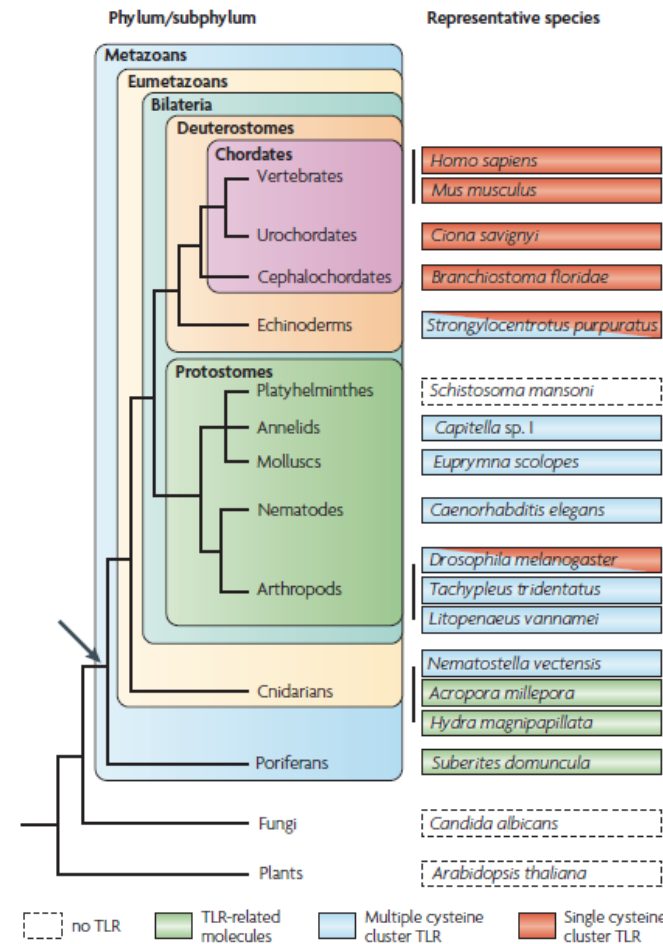 Phylum/subphylum Representative species
Metazoans
Eumetazoans
Bilateria
Deuterostomes
Chordates
Vertebrates
Homo sapiens
Mus musculus
Urochordates Ciona savignyi
Cephalochordates Branchiostoma floridae
Echinoderms Strongylocentrotus purpuratus
Protostomes
Platyhelminthes Schistosoma mansoni
Annelids Capitella sp. I
Molluscs Euprymna scolopes
Nematodes Caenorhabditis elegans
Drosophila melanogaster
Arthropods Tachypleus tridentatus
Litopenaeus vannamei
Nematostella vectensis
Cnidarians Acropora millepora
Hydra magnipapillata
Poriferans Suberites domuncula
Fungi Candida albicans
Plants Arabidopsis thaliana
no TLR
TLR-related
molecules
Multiple cysteine
cluster TLR
Single cysteine
cluster TLR